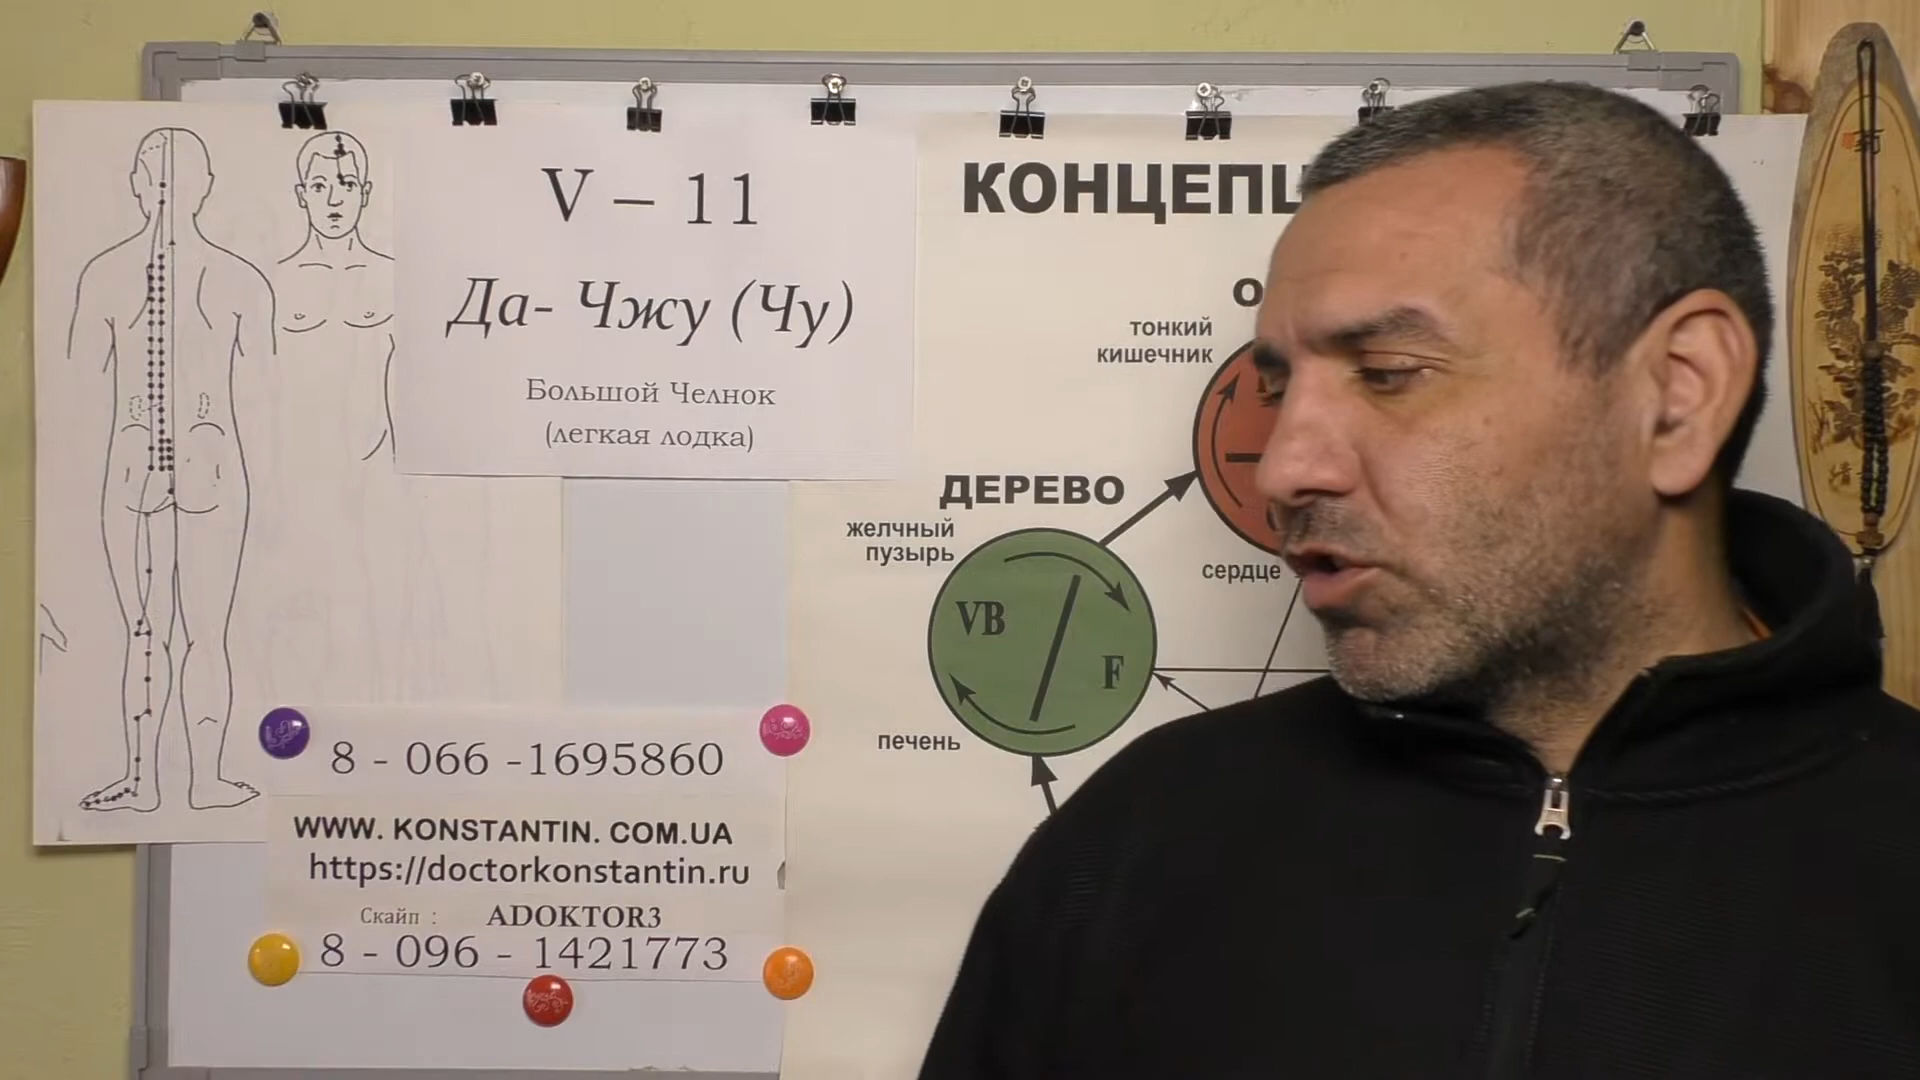 V – 11
Да- Чжу (Чу)
Большой Челнок
(легкая лодка)
КОНЦЕПЦ
О
тонкий
кишечник
ДЕРЕВО
желчный
пузырь
сердце
VB
F
печень
8 - 066 -1695860
WWW. KONSTANTIN. COM.UA
https://doctorkonstantin.ru
Скайп : ADOKTOR3
8 - 096 - 1421773